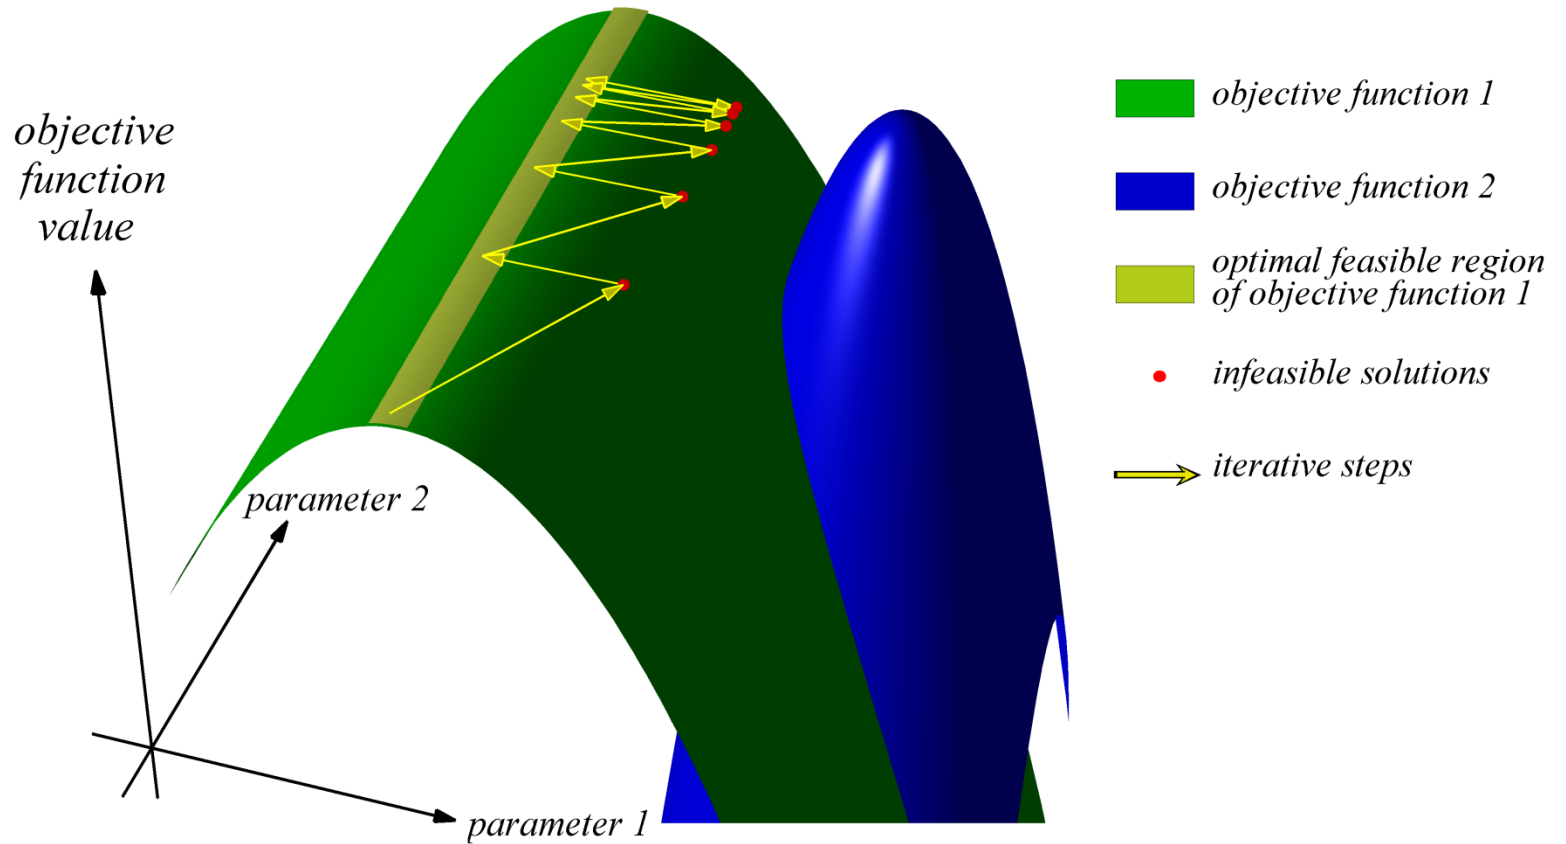 objective
function
value
parameter 2
parameter 1
objective function 1
objective function 2
optimal feasible region
of objective function 1
infeasible solutions
iterative steps